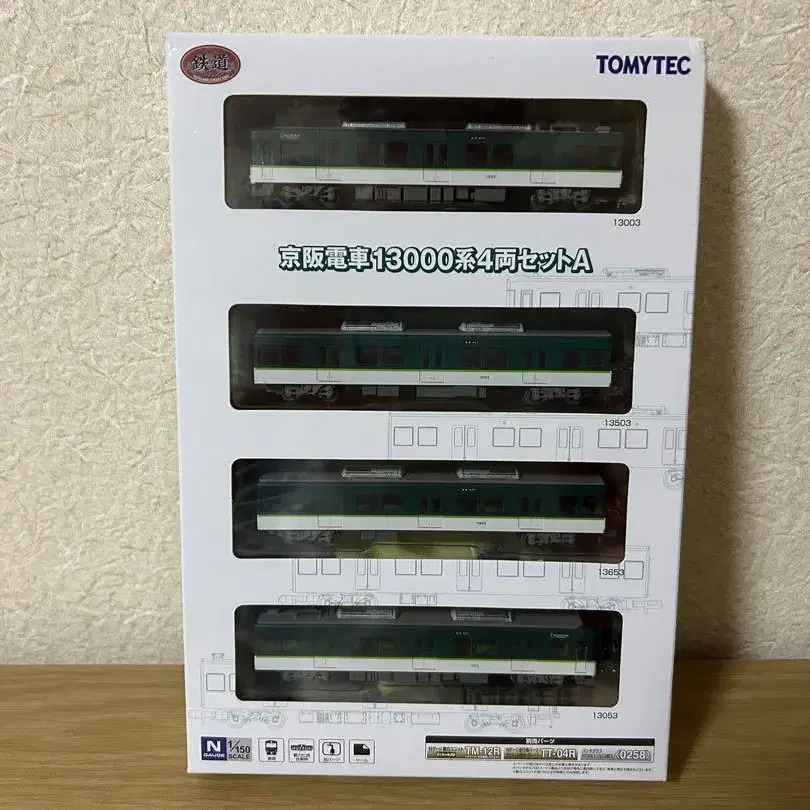 鉄道
TOMYTEC
13003
京阪電車13000系4両セットA
13503
13653
13053
N
GAUGE
1/150
SCALE
別売パーツ
TM-12R
TT-04R
0258